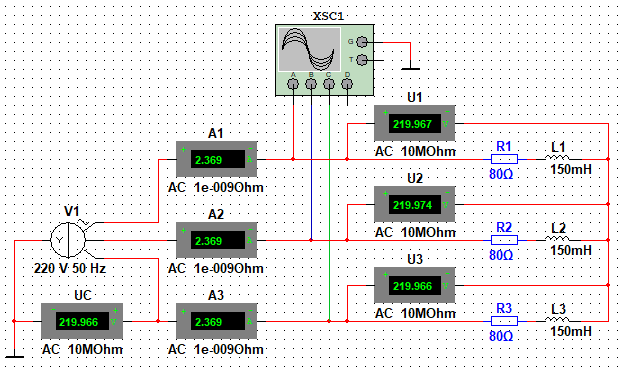 XSC1
G
T
A B C D
U1
+ 219.967 V
AC 10MOhm
A1
2.369 A
AC 1e-009Ohm
R1
80Ω
L1
150mH
V1
Y
220 V 50 Hz
U2
+ 219.974 V
AC 10MOhm
A2
2.369 A
AC 1e-009Ohm
R2
80Ω
L2
150mH
U3
+ 219.966 V
AC 10MOhm
UC
219.966 V
AC 10MOhm
A3
2.369 A
AC 1e-009Ohm
R3
80Ω
L3
150mH